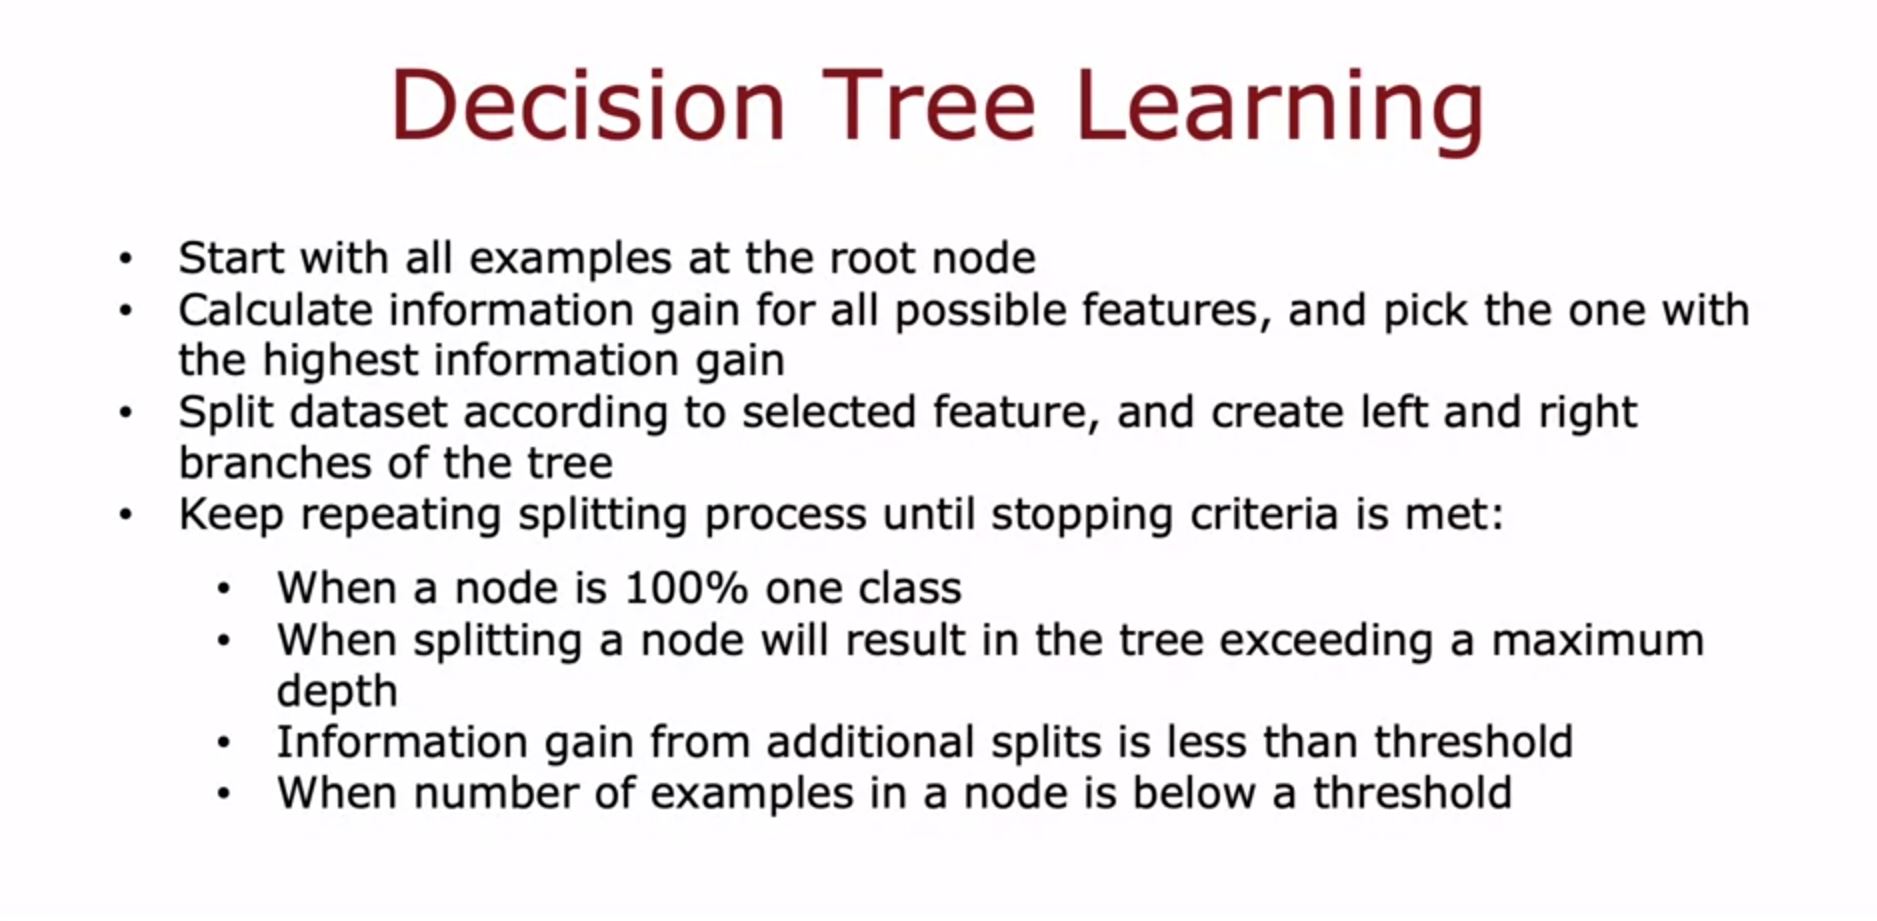 Decision Tree Learning
• Start with all examples at the root node
• Calculate information gain for all possible features, and pick the one with
the highest information gain
• Split dataset according to selected feature, and create left and right
branches of the tree
• Keep repeating splitting process until stopping criteria is met:
• When a node is 100% one class
• When splitting a node will result in the tree exceeding a maximum
depth
• Information gain from additional splits is less than threshold
• When number of examples in a node is below a threshold